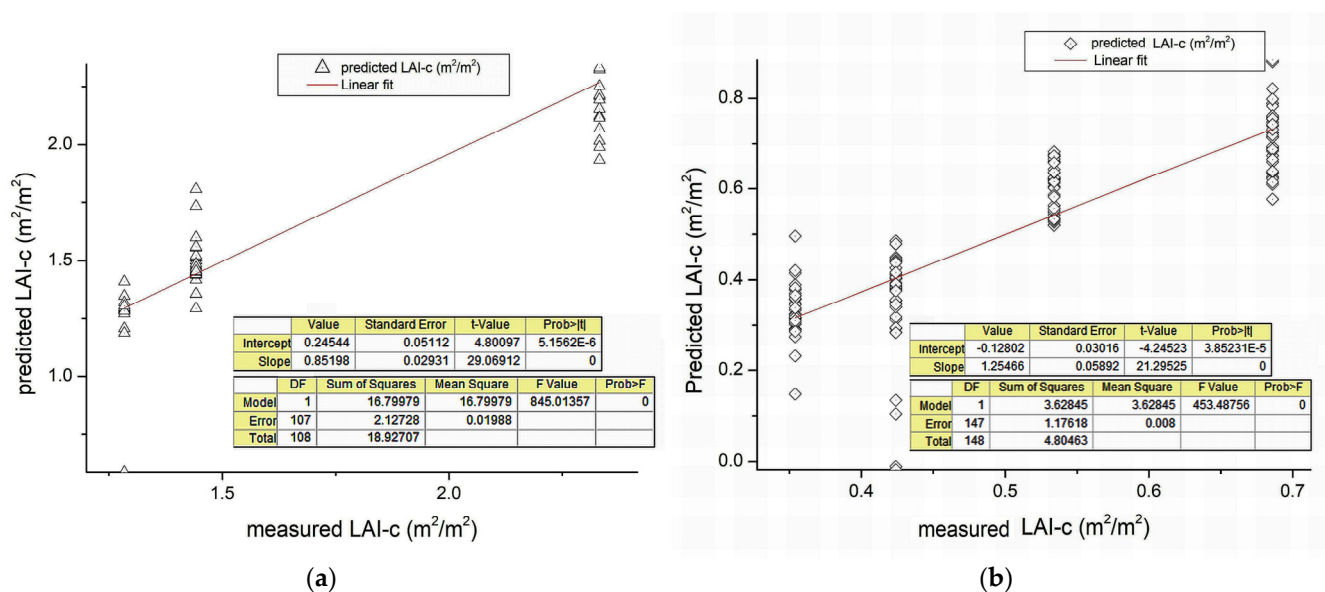 predicted LAI-c (m²/m²)
Linear fit
2.0
1.5
1.0
predicted LAI-c (m²/m²)
Value Standard Error t-Value Prob>|t|
Intercept 0.24544 0.05112 4.80097 5.1562E-6
Slope 0.85198 0.02931 29.06912 0
DF Sum of Squares Mean Square F Value Prob>F
Model 1 16.79979 16.79979 845.01357 0
Error 107 2.12728 0.01988
Total 108 18.92707
1.5 2.0
measured LAI-c (m²/m²)
(a)
predicted LAI-c (m²/m²)
Linear fit
0.8
0.6
0.4
0.2
0.0
Predicted LAI-c (m²/m²)
Value Standard Error t-Value Prob>|t|
Intercept -0.12802 0.03016 -4.24523 3.85231E-5
Slope 1.25466 0.05892 21.29525 0
DF Sum of Squares Mean Square F Value Prob>F
Model 1 3.62845 3.62845 453.48756 0
Error 147 1.17618 0.008
Total 148 4.80463
0.4 0.5 0.6 0.7
measured LAI-c (m²/m²)
(b)